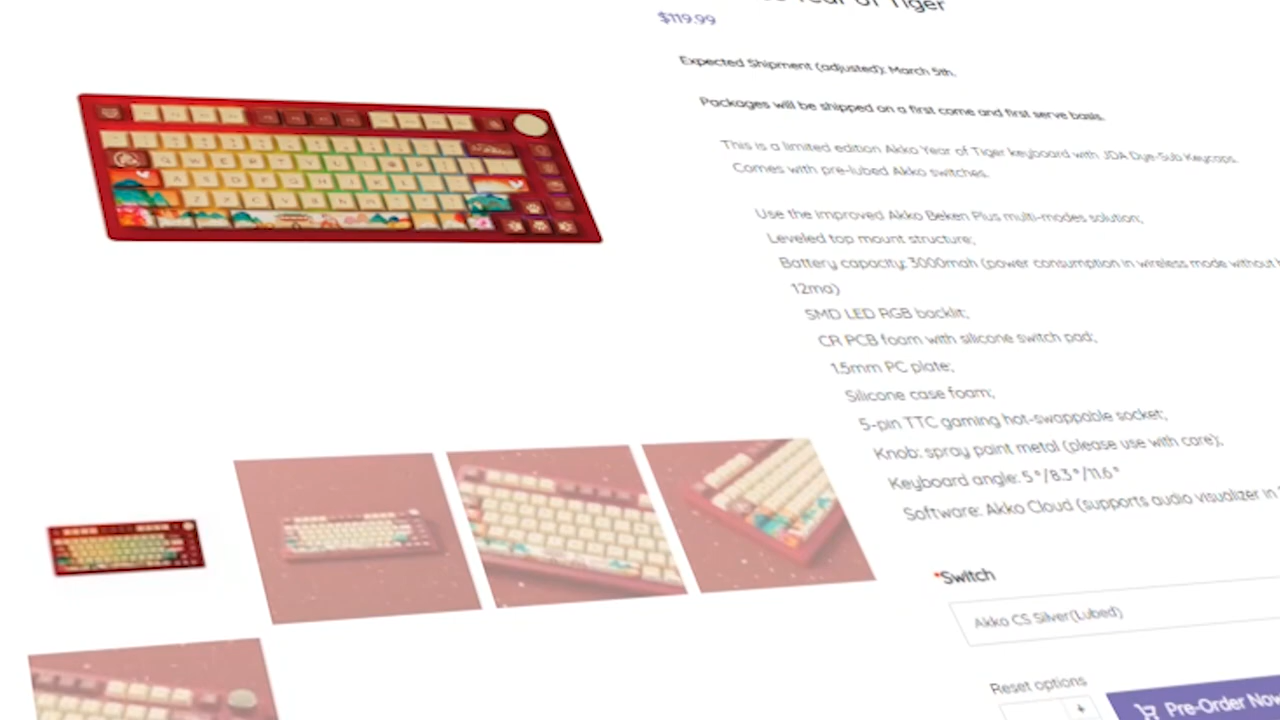 Year of Tiger
$119.99
Expected Shipment (adjusted): March 5th.
Packages will be shipped on a first come and first serve basis.
This is a limited edition Akko Year of Tiger keyboard with JDA Dye-Sub Keycaps.
Comes with pre-lubed Akko switches.
Use the improved Akko Beken Plus multi-modes solution;
Leveled top mount structure;
Battery capacity: 3000mah (power consumption in wireless mode without
12ma)
SMD LED RGB backlit;
CR PCB foam with silicone switch pad;
1.5mm PC plate;
Silicone case foam;
5-pin TTC gaming hot-swappable socket;
Knob: spray paint metal (please use with care);
Keyboard angle: 5°/8.3°/11.6°
Software: Akko Cloud (supports audio visualizer in
*Switch
Akko CS Silver(Lubed)
Reset options
+
Pre-Order Now